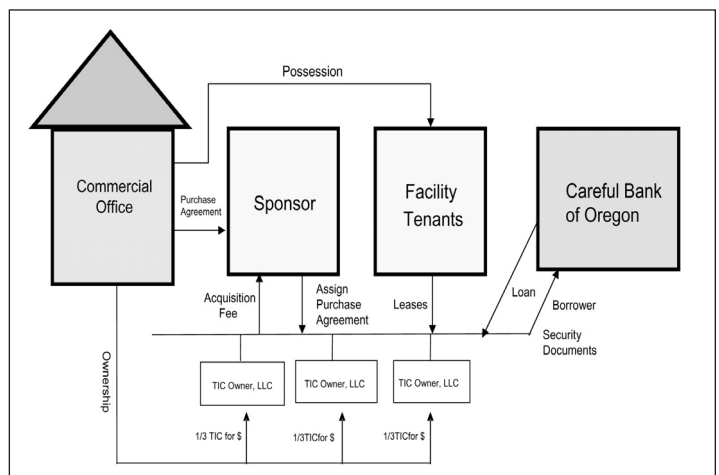 Possession
Commercial
Office
Purchase
Agreement
Sponsor
Facility
Tenants
Careful Bank
of Oregon
Acquisition
Fee
Assign
Purchase
Agreement
Leases
Loan
Borrower
Security
Documents
Ownership
TIC Owner, LLC
TIC Owner, LLC
TIC Owner, LLC
1/3 TIC for $
1/3TICfor $
1/3TICfor $